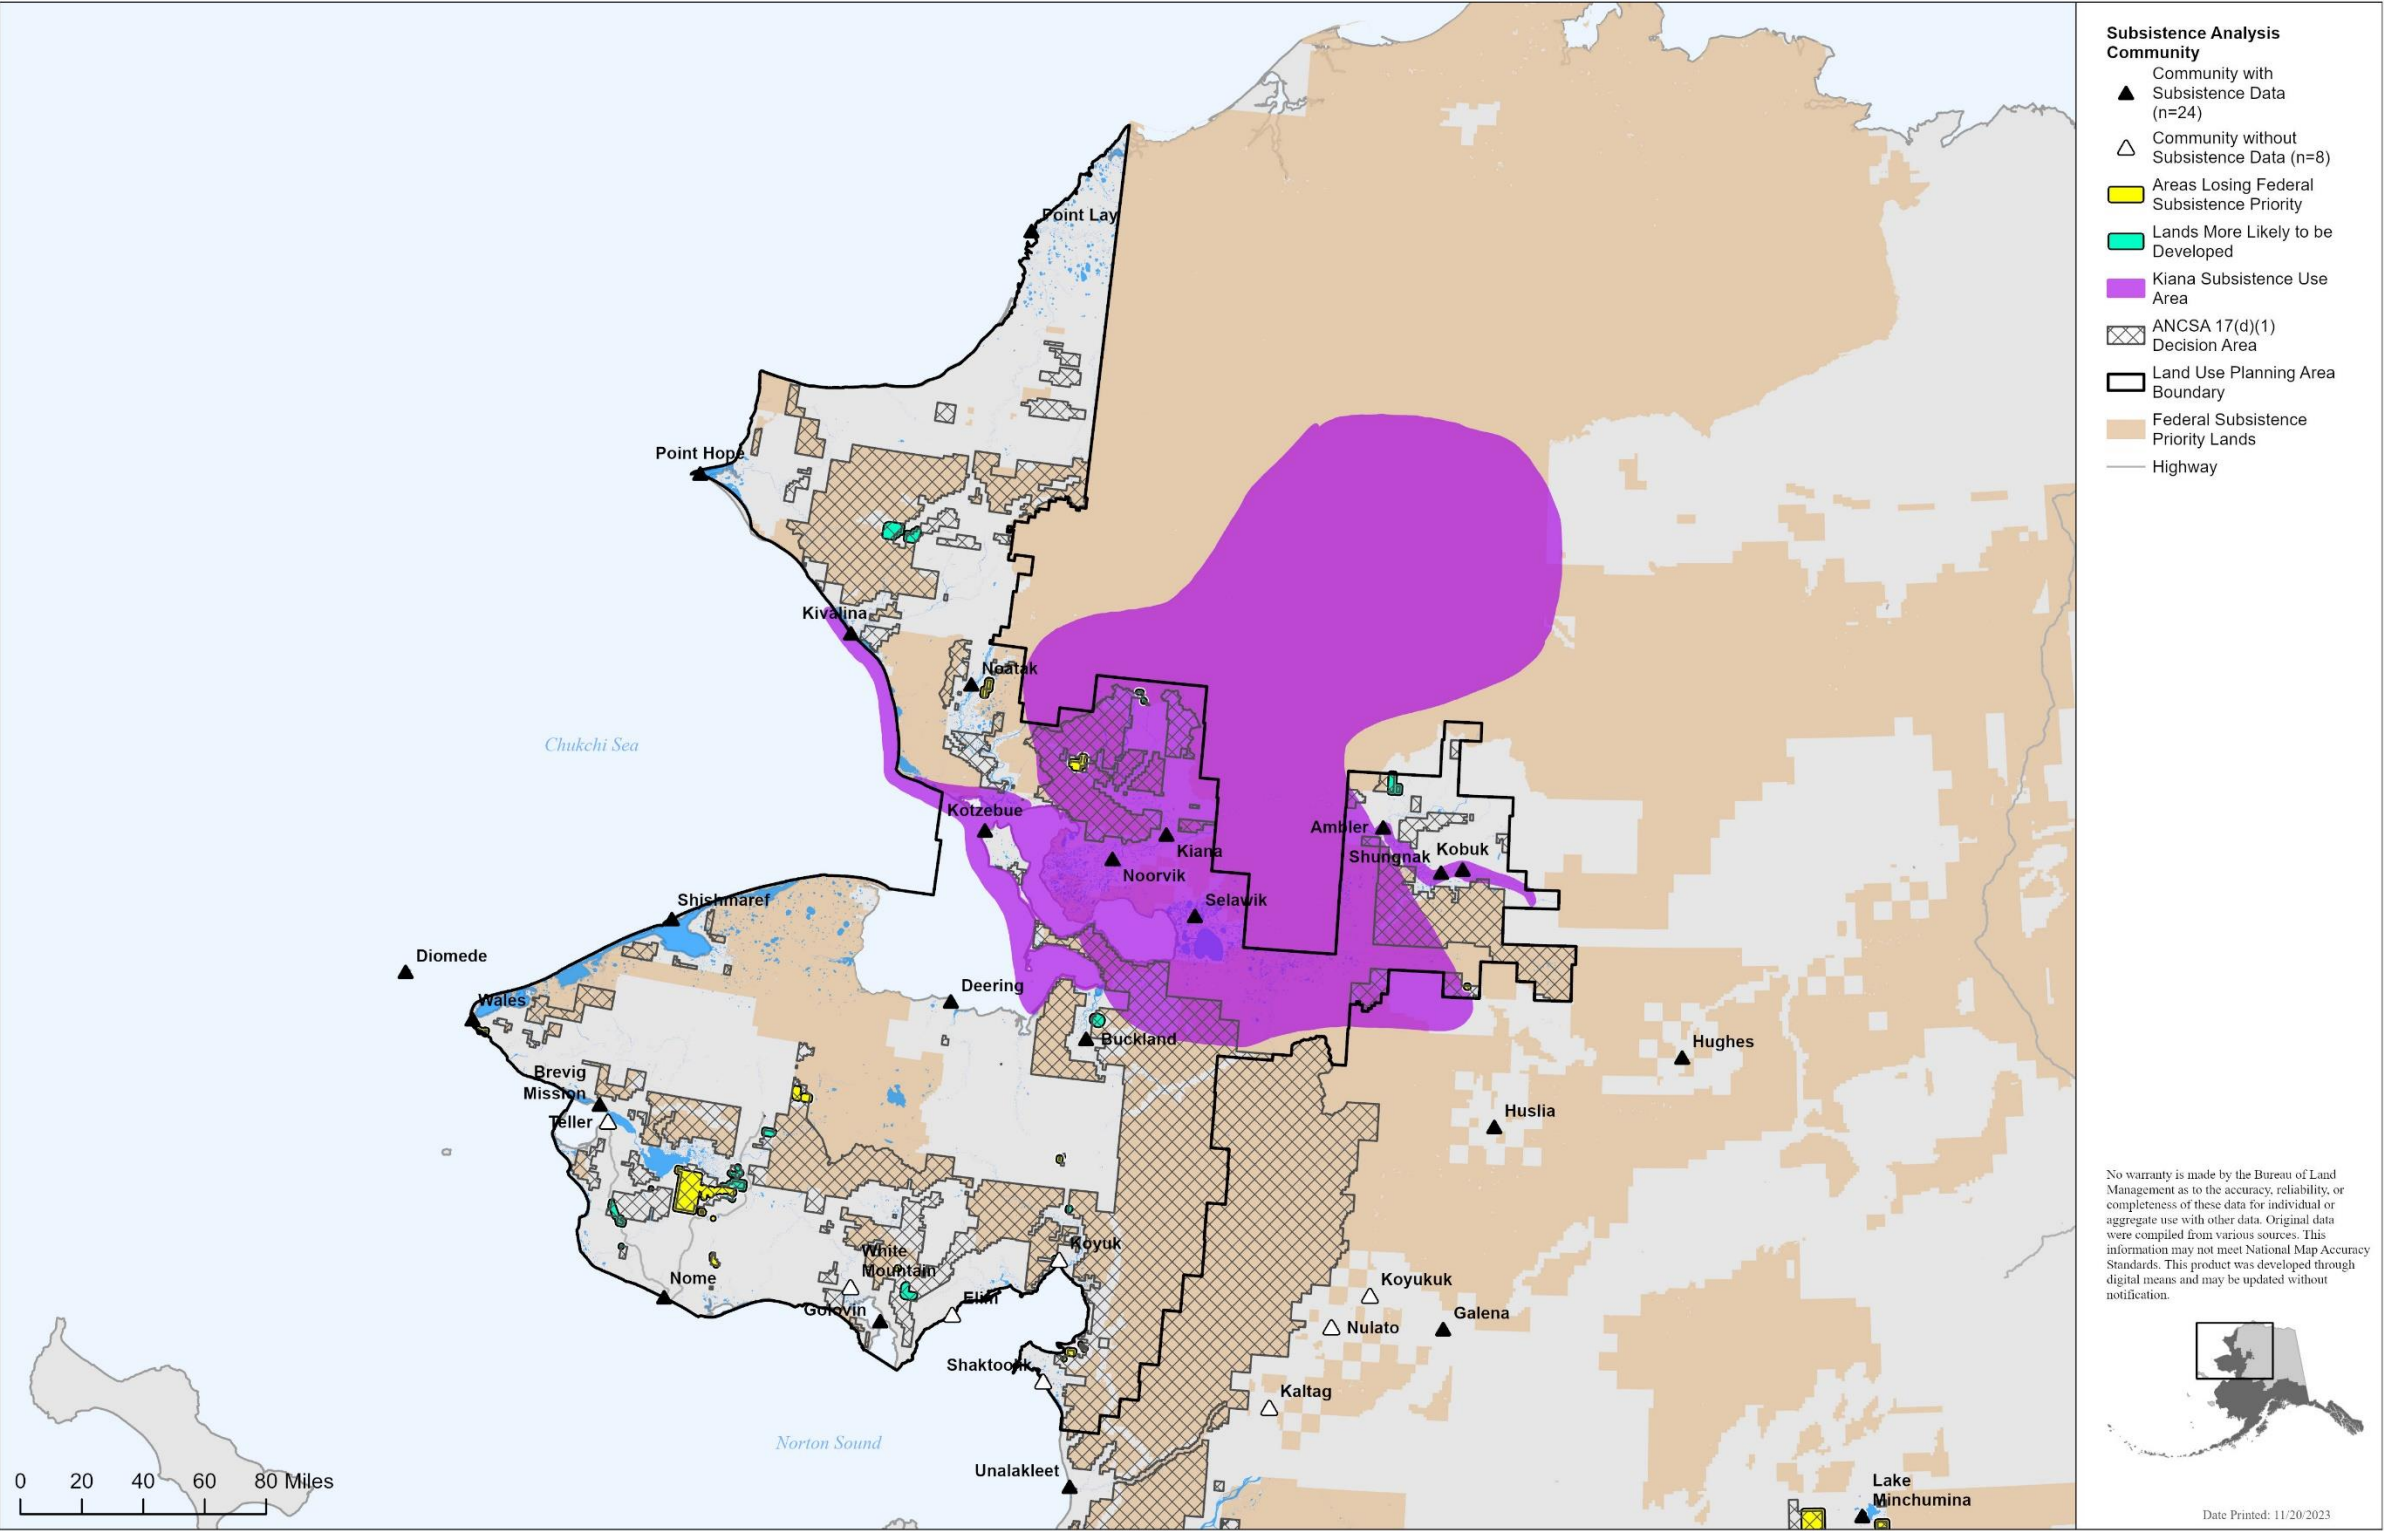 Point Lay
Point Hope
Kivalina
Noatak
Chukchi Sea
Kotzebue
Kiana
Noorvik
Selawik
Ambler
Shungnak
Kobuk
Shishmaref
Diomede
Wales
Deering
Buckland
Hughes
Huslia
Brevig
Mission
Teller
White
Mountain
Koyuk
Nome
Golovin
Elim
Koyukuk
Nulato
Galena
Shaktoolik
Kaltag
Norton Sound
Unalakleet
Lake
Minchumina
0 20 40 60 80 Miles
Subsistence Analysis
Community
Community with
Subsistence Data
(n=24)
Community without
Subsistence Data (n=8)
Areas Losing Federal
Subsistence Priority
Lands More Likely to be
Developed
Kiana Subsistence Use
Area
ANCSA 17(d)(1)
Decision Area
Land Use Planning Area
Boundary
Federal Subsistence
Priority Lands
Highway
No warranty is made by the Bureau of Land
Management as to the accuracy, reliability, or
completeness of these data for individual or
aggregate use with other data. Original data
were compiled from various sources. This
information may not meet National Map Accuracy
Standards. This product was developed through
digital means and may be updated without
notification.
Date Printed: 11/20/2023